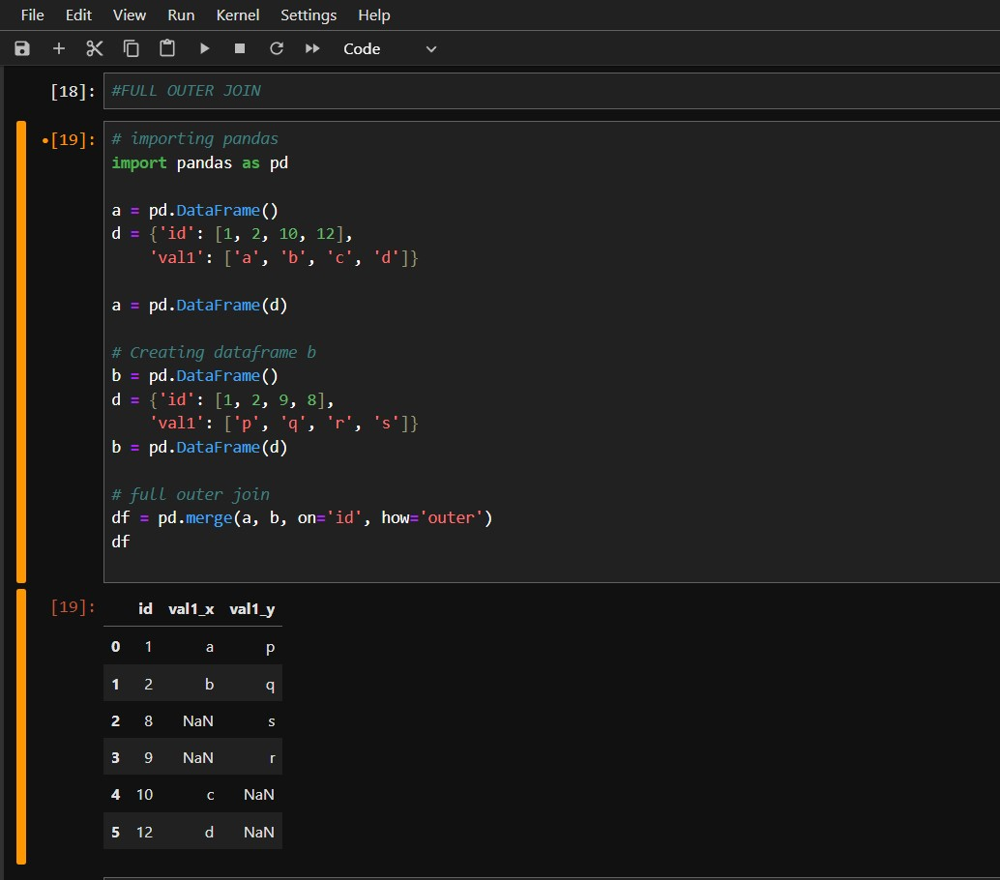 File Edit View Run Kernel Settings Help
Code
[18]: #FULL OUTER JOIN
•[19]: # importing pandas
import pandas as pd
a = pd.DataFrame()
d = {'id': [1, 2, 10, 12],
'val1': ['a', 'b', 'c', 'd']}
a = pd.DataFrame(d)
# Creating dataframe b
b = pd.DataFrame()
d = {'id': [1, 2, 9, 8],
'val1': ['p', 'q', 'r', 's']}
b = pd.DataFrame(d)
# full outer join
df = pd.merge(a, b, on='id', how='outer')
df
[19]: id val1_x val1_y
0 1 a p
1 2 b q
2 8 NaN s
3 9 NaN r
4 10 c NaN
5 12 d NaN